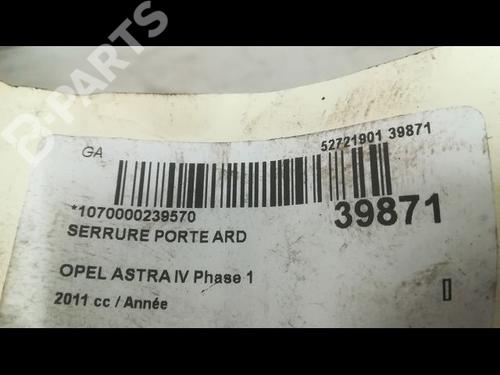 B-PARTS
GA
52721901 39871
*1070000239570
39871
SERRURE PORTE ARD
OPEL ASTRA IV Phase 1
2011 cc / Année